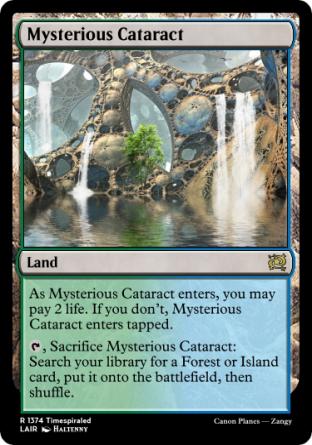 Mysterious Cataract
Land
As Mysterious Cataract enters, you may
pay 2 life. If you don't, Mysterious
Cataract enters tapped.
, Sacrifice Mysterious Cataract:
Search your library for a Forest or Island
card, put it onto the battlefield, then
shuffle.
R 1374 Timespiraled
Canon Planes — Zangy
LAIR HALTENNY